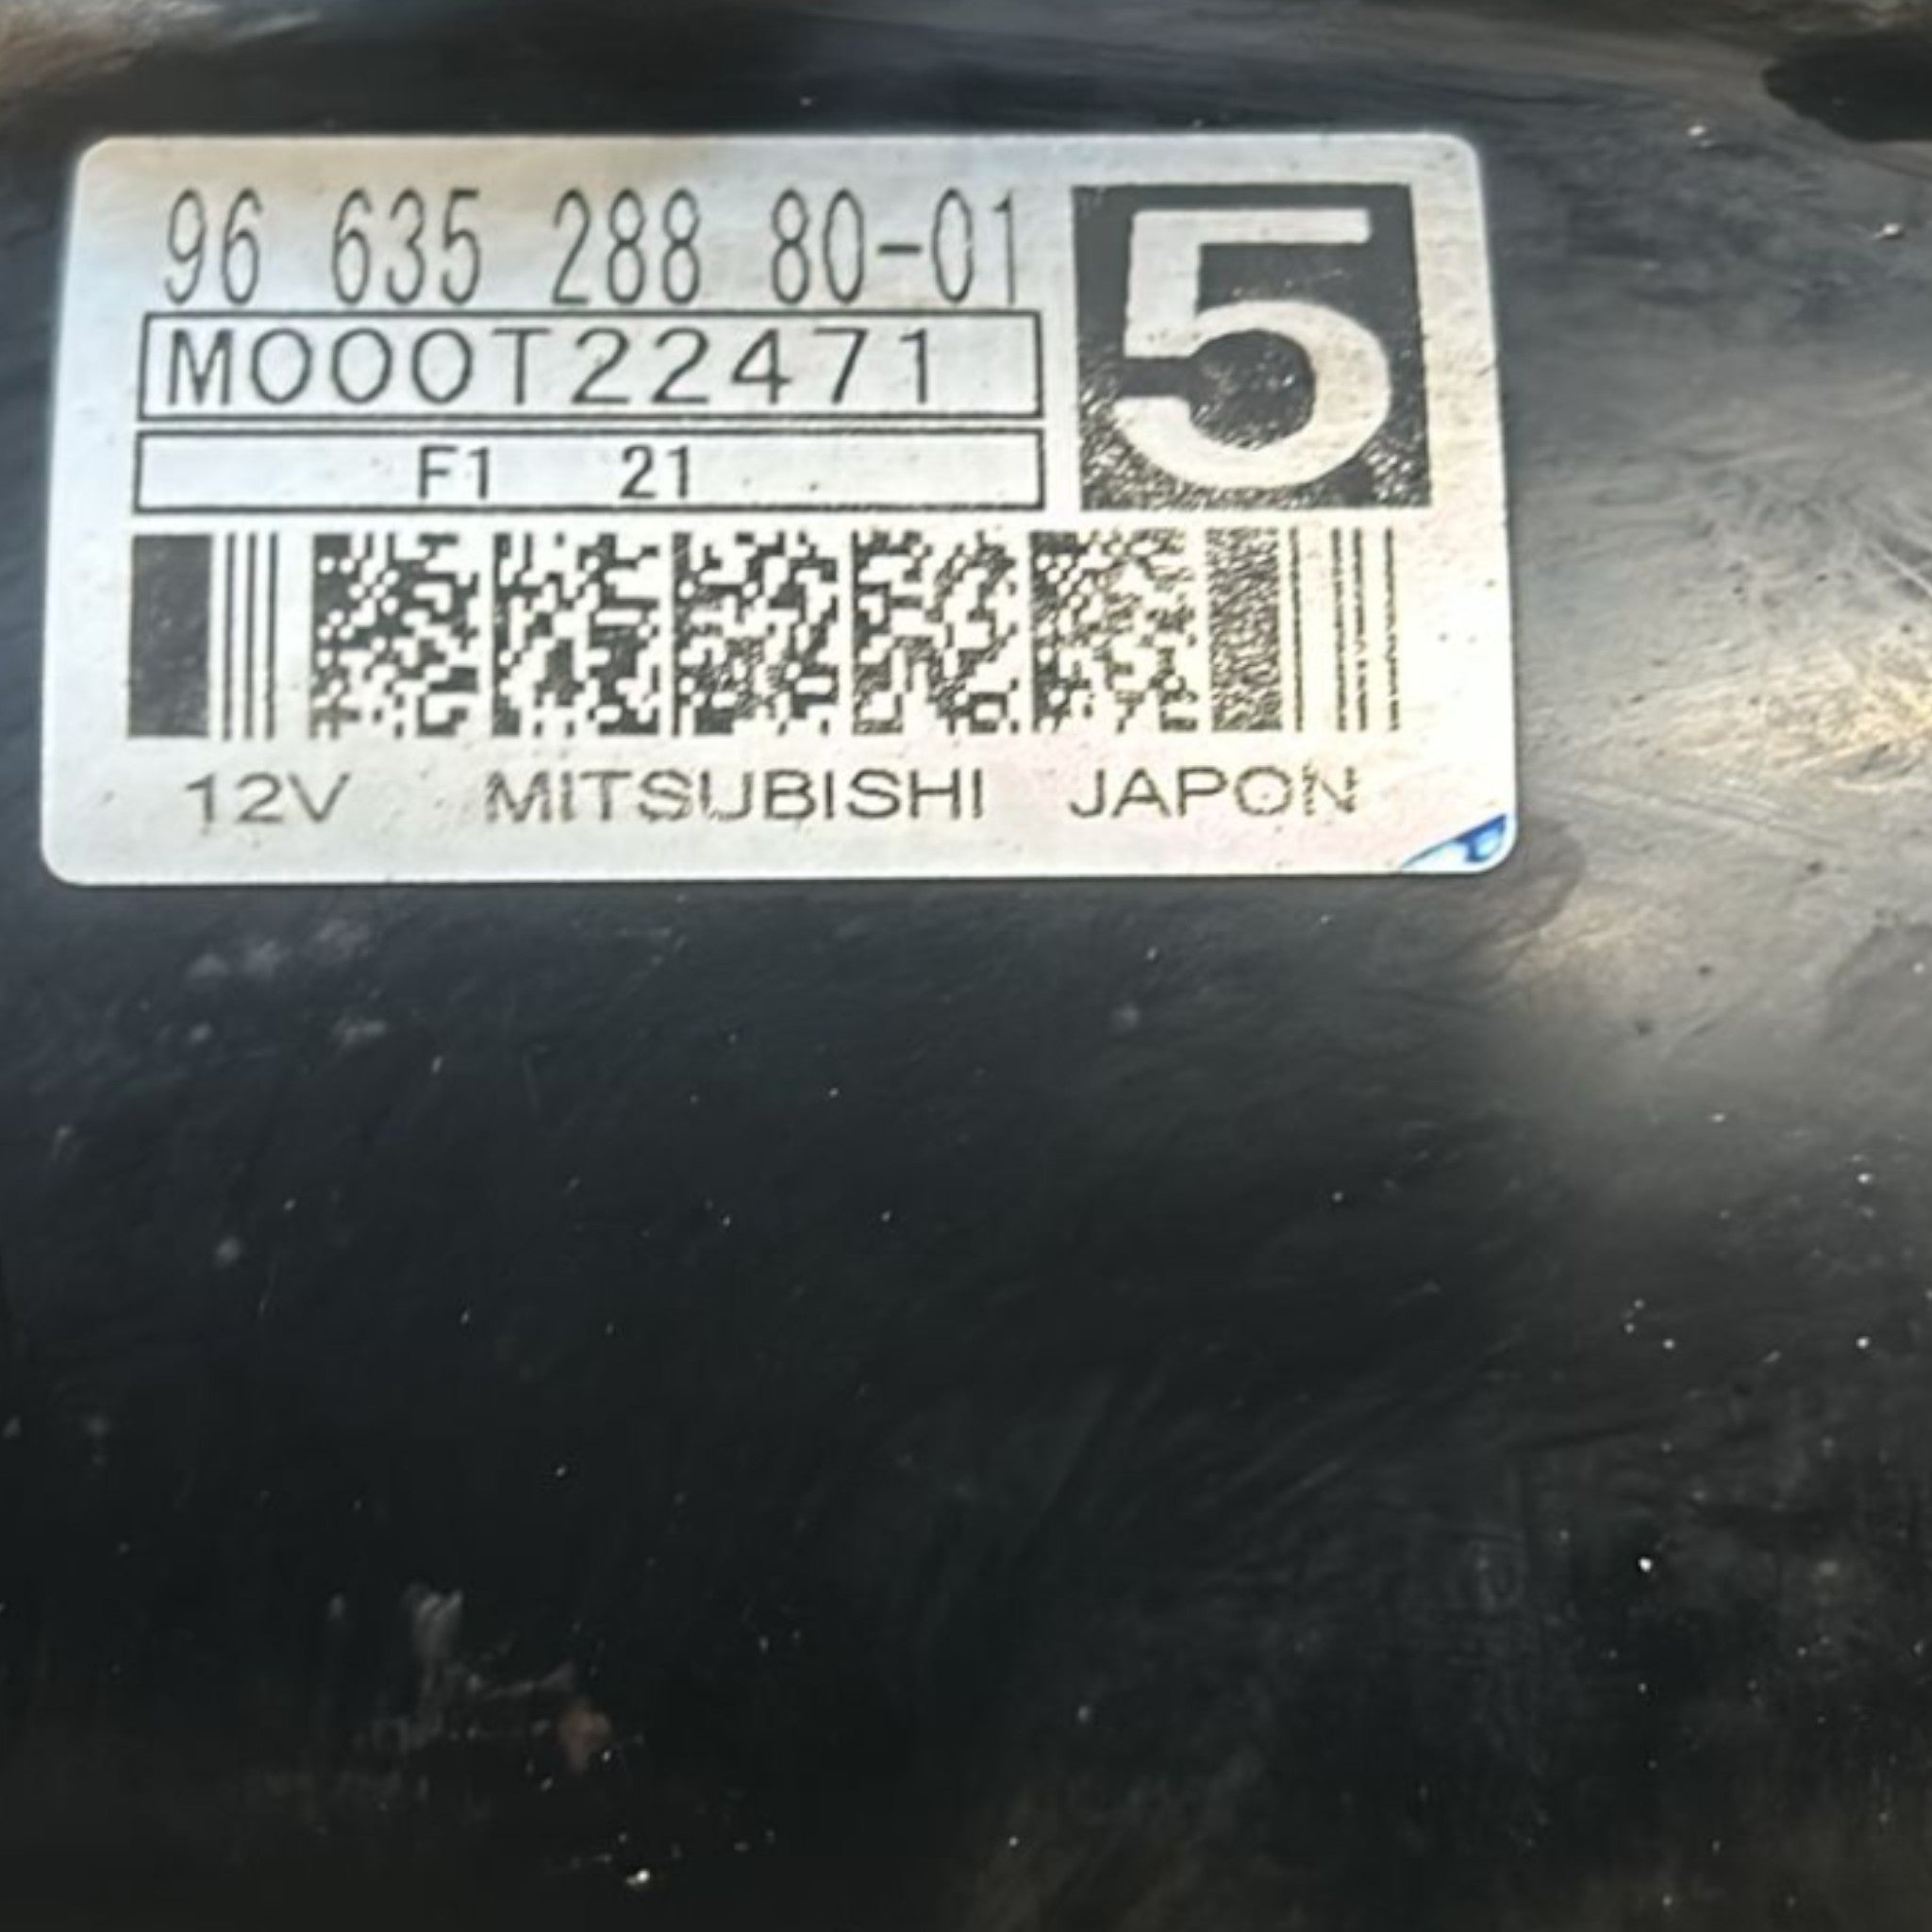 96 635 288 80-01
5
M000T22471
F1 21
12V MITSUBISHI JAPON